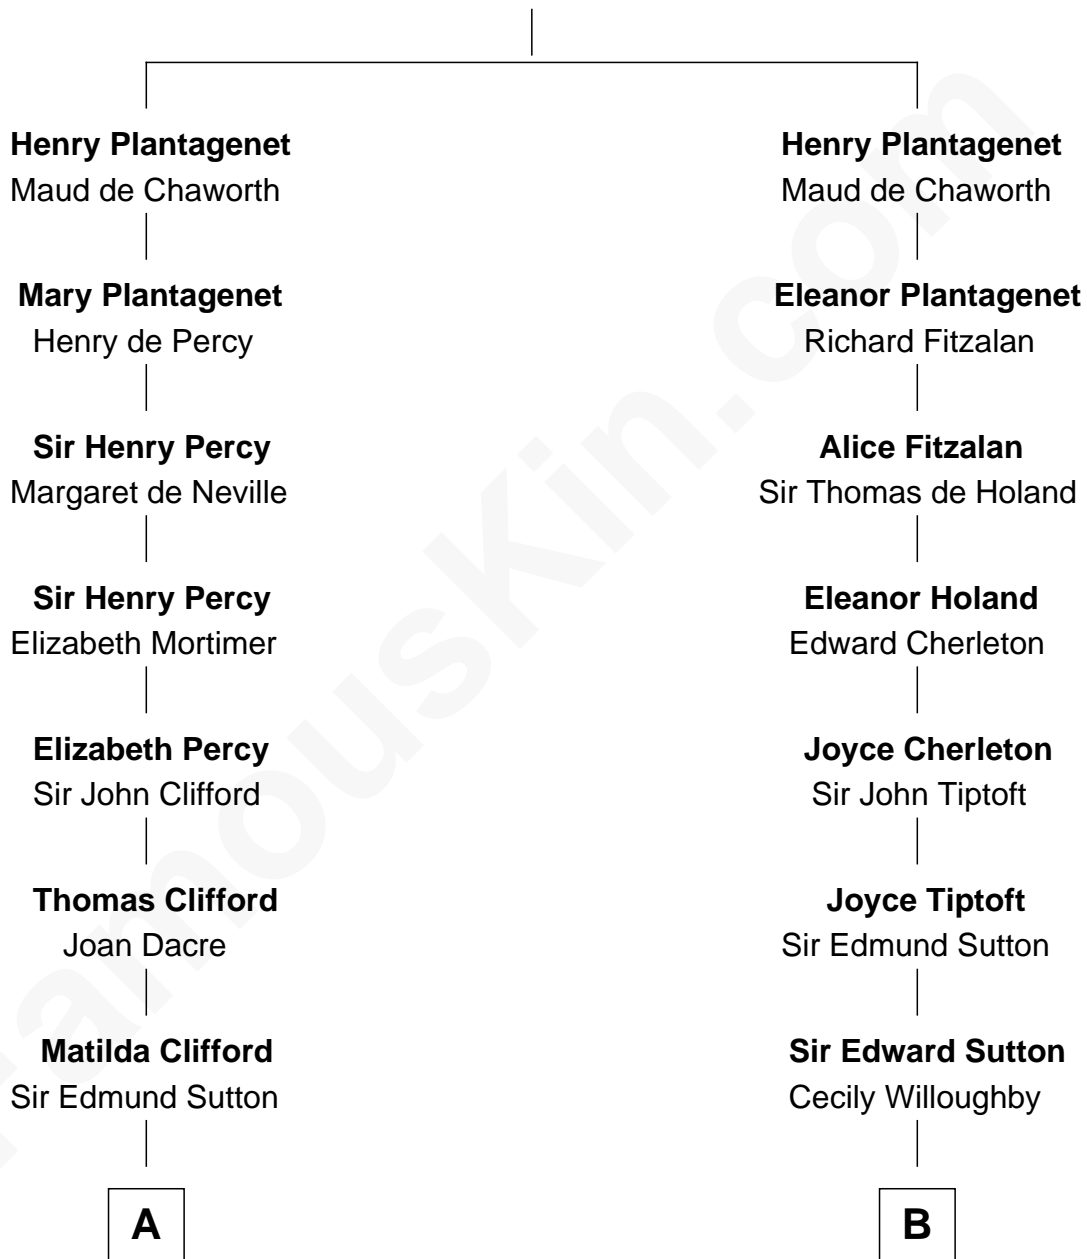 Henry Plantagenet
Maud de Chaworth
Mary Plantagenet
Henry de Percy
Sir Henry Percy
Margaret de Neville
Sir Henry Percy
Elizabeth Mortimer
Elizabeth Percy
Sir John Clifford
Thomas Clifford
Joan Dacre
Matilda Clifford
Sir Edmund Sutton
A
Henry Plantagenet
Maud de Chaworth
Eleanor Plantagenet
Richard Fitzalan
Alice Fitzalan
Sir Thomas de Holand
Eleanor Holand
Edward Cherleton
Joyce Cherleton
Sir John Tiptoft
Joyce Tiptoft
Sir Edmund Sutton
Sir Edward Sutton
Cecily Willoughby
B
FamousKin.com